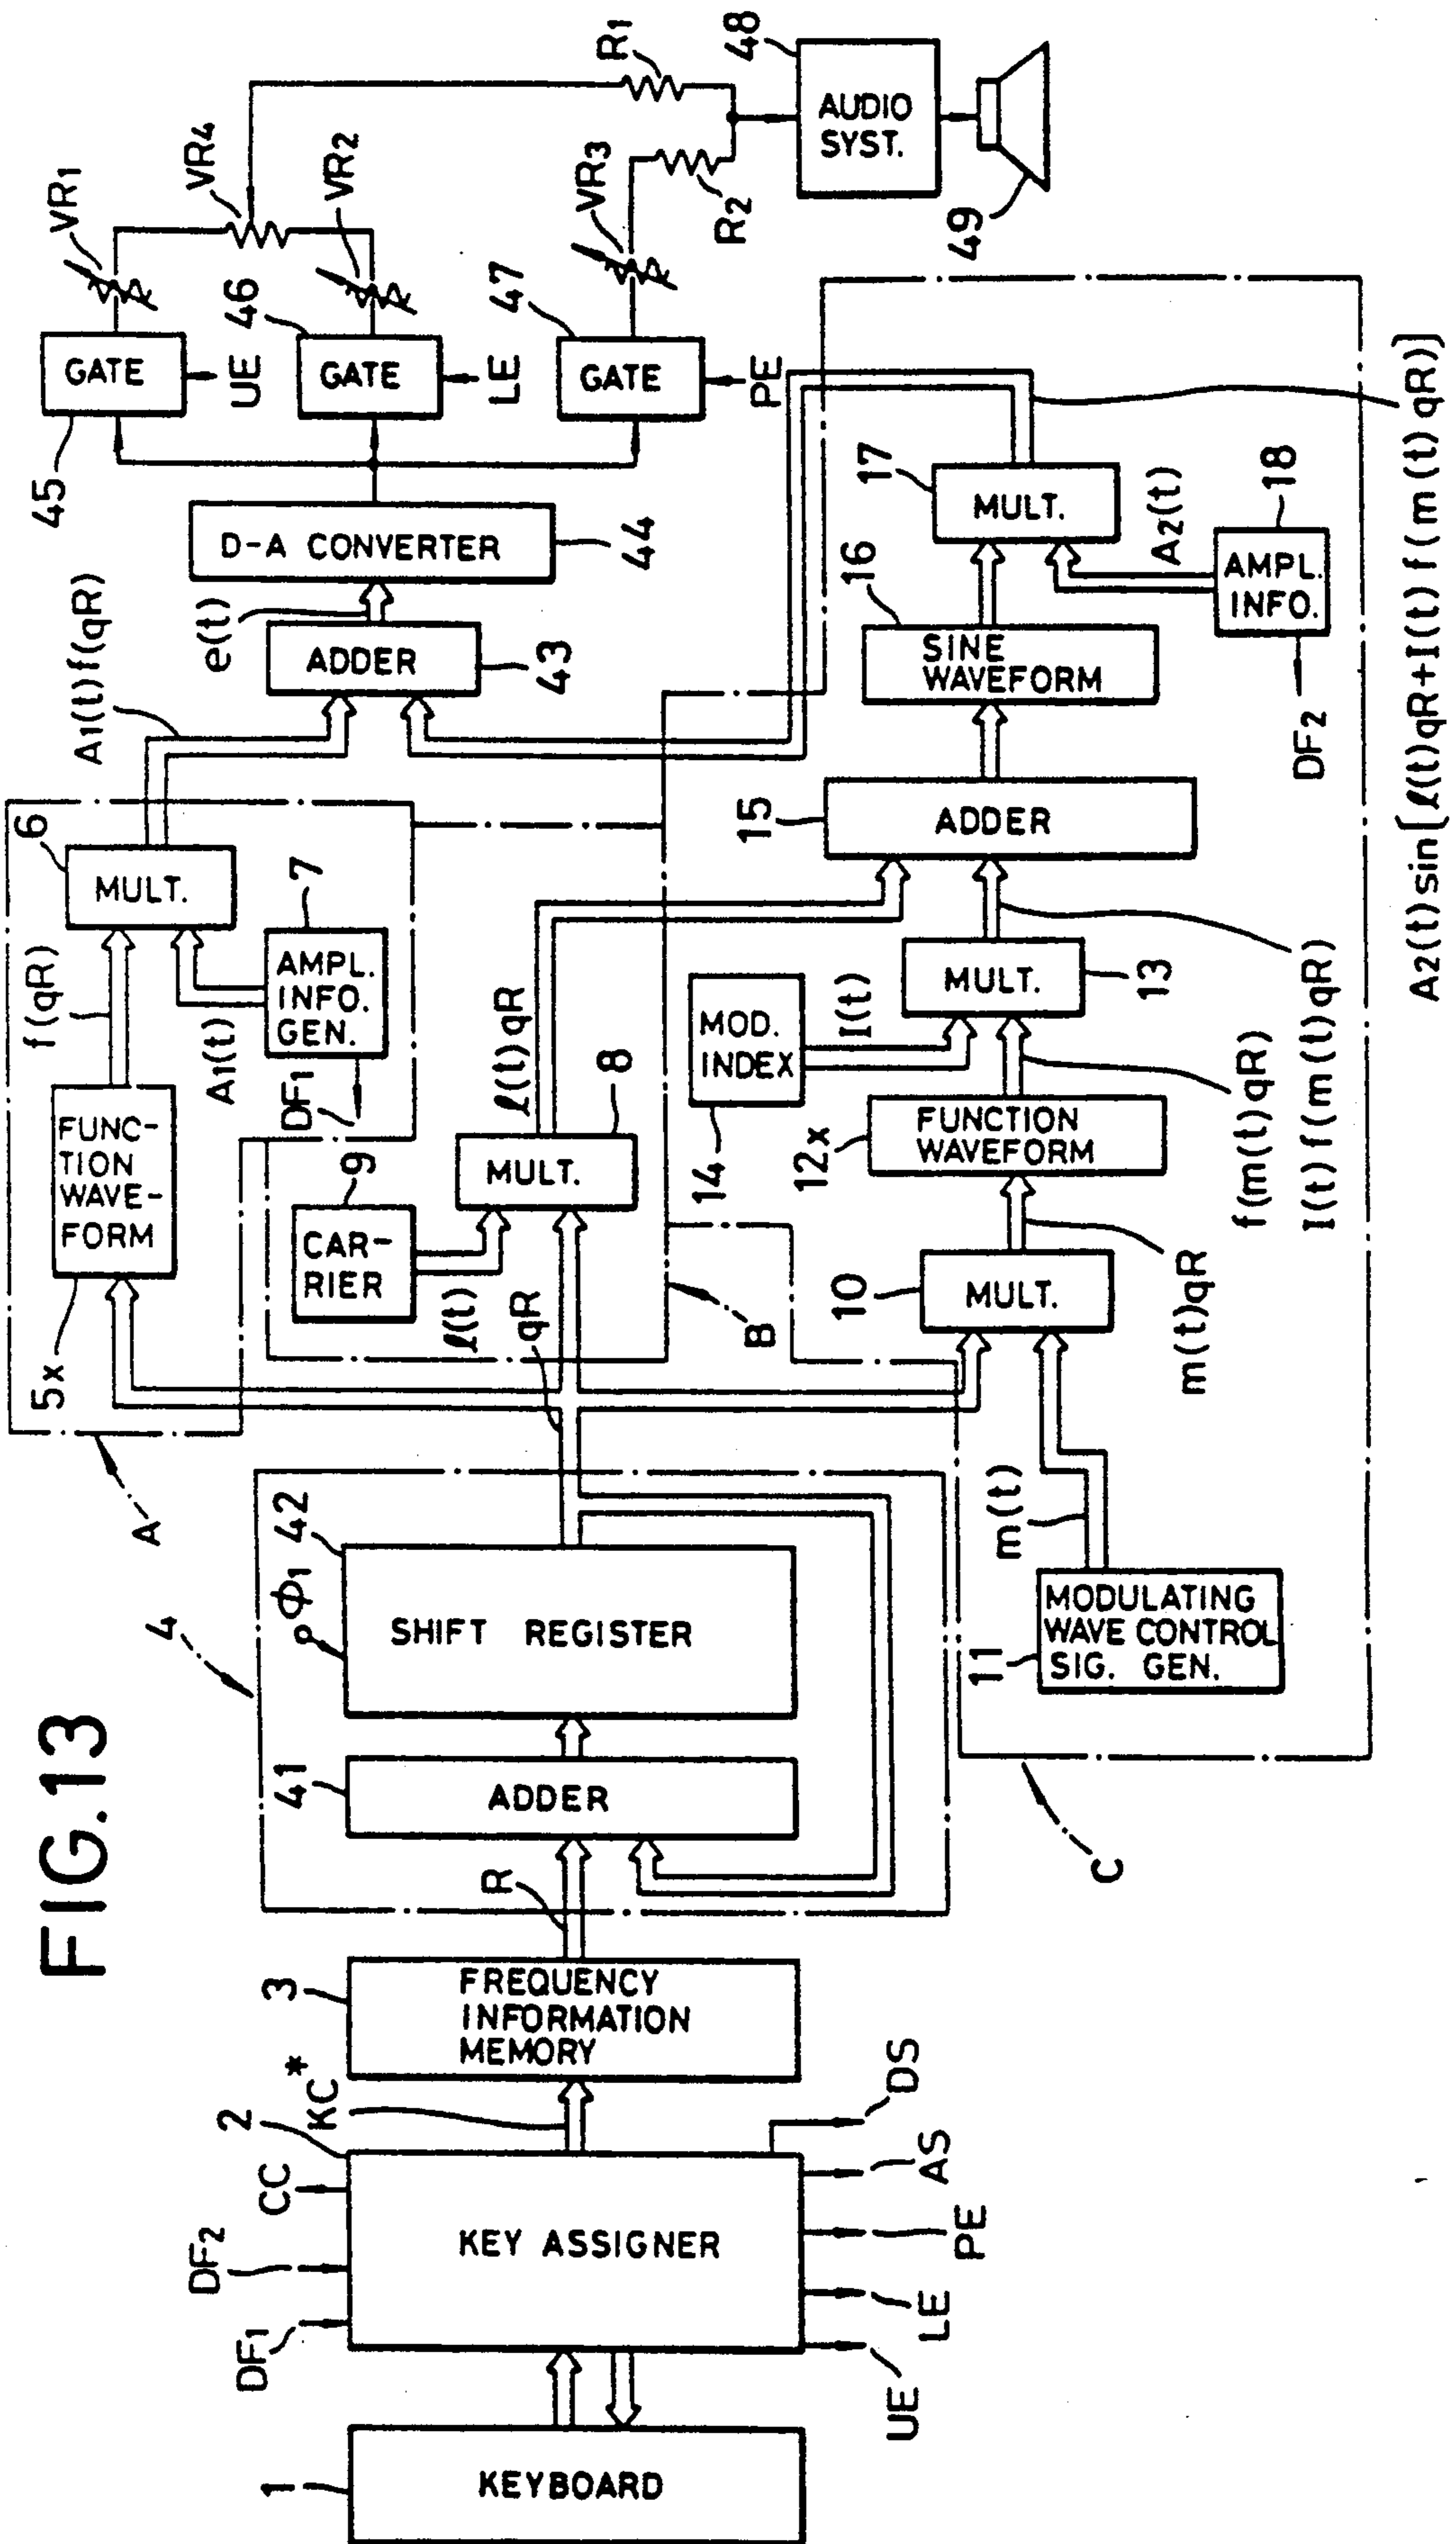 FIG.13
1
KEYBOARD
DF1
DF2
CC
2
KEY ASSIGNER
UE
LE
PE
AS
DS
KC*
3
FREQUENCY
INFORMATION
MEMORY
R
4
41
ADDER
42
φ1
SHIFT REGISTER
qR
A
5x
FUNC-
TION
WAVE-
FORM
f(qR)
6
MULT.
7
AMPL.
INFO.
GEN.
A1(t)
DF1
A1(t)f(qR)
B
9
CAR-
RIER
ℓ(t)
8
MULT.
ℓ(t)qR
C
11
MODULATING
WAVE CONTROL
SIG. GEN.
m(t)
10
MULT.
m(t)qR
12x
FUNCTION
WAVEFORM
f(m(t)qR)
14
MOD.
INDEX
I(t)
13
MULT.
I(t)f(m(t)qR)
15
ADDER
16
SINE
WAVEFORM
17
MULT.
A2(t)
18
AMPL.
INFO.
DF2
A2(t)sin{ℓ(t)qR+I(t)f(m(t)qR)}
43
ADDER
e(t)
44
D-A CONVERTER
45
GATE
UE
46
GATE
LE
47
GATE
PE
VR1
VR4
VR2
VR3
R1
R2
48
AUDIO
SYST.
49